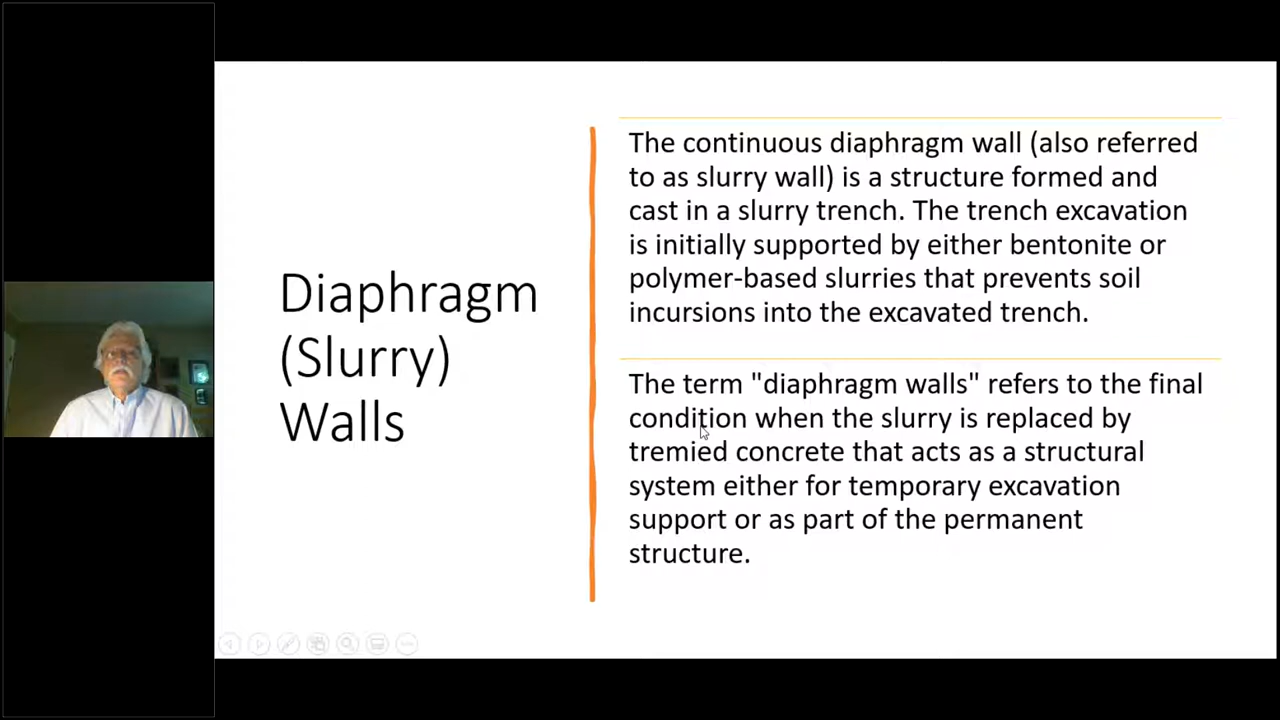 Diaphragm
(Slurry)
Walls
The continuous diaphragm wall (also referred
to as slurry wall) is a structure formed and
cast in a slurry trench. The trench excavation
is initially supported by either bentonite or
polymer-based slurries that prevents soil
incursions into the excavated trench.
The term "diaphragm walls" refers to the final
condition when the slurry is replaced by
tremied concrete that acts as a structural
system either for temporary excavation
support or as part of the permanent
structure.